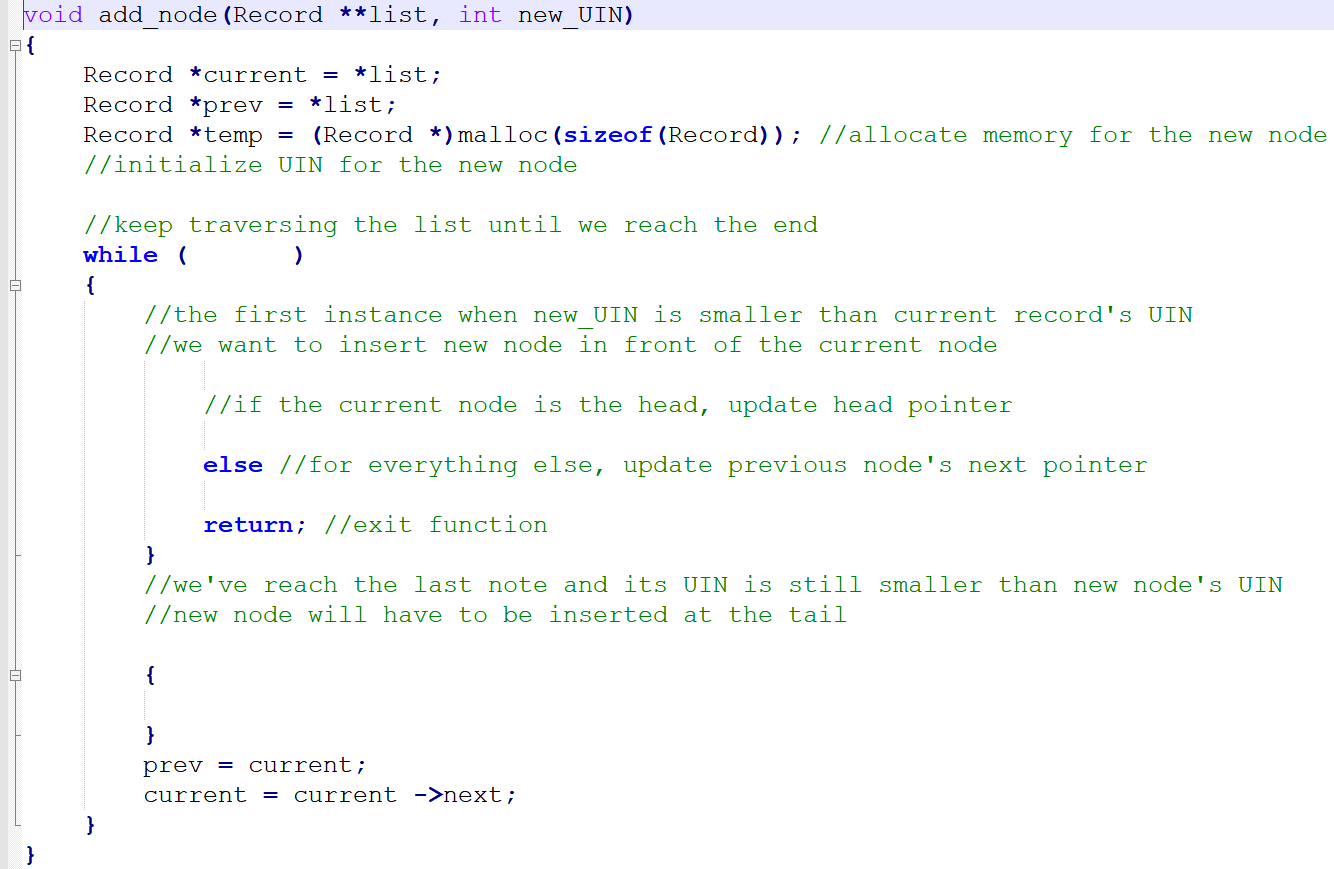 void add_node(Record **list, int new_UIN)
{
    Record *current = *list;
    Record *prev = *list;
    Record *temp = (Record *)malloc(sizeof(Record)); //allocate memory for the new node
    //initialize UIN for the new node
    //keep traversing the list until we reach the end
    while (       )
    {
        //the first instance when new_UIN is smaller than current record's UIN
        //we want to insert new node in front of the current node
            //if the current node is the head, update head pointer
            else //for everything else, update previous node's next pointer
            return; //exit function
        }
        //we've reach the last note and its UIN is still smaller than new node's UIN
        //new node will have to be inserted at the tail
        {
        }
        prev = current;
        current = current ->next;
    }
}